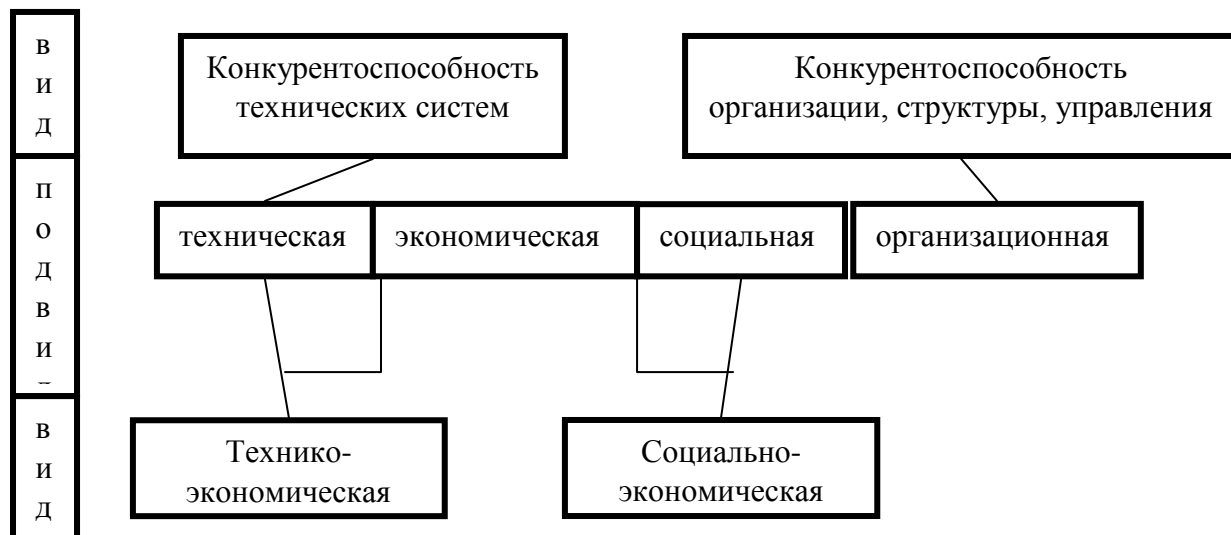 в
и
д
Конкурентоспособность
технических систем
Конкурентоспособность
организации, структуры, управления
п
о
д
в
и
техническая
экономическая
социальная
организационная
в
и
д
Технико-
экономическая
Социально-
экономическая